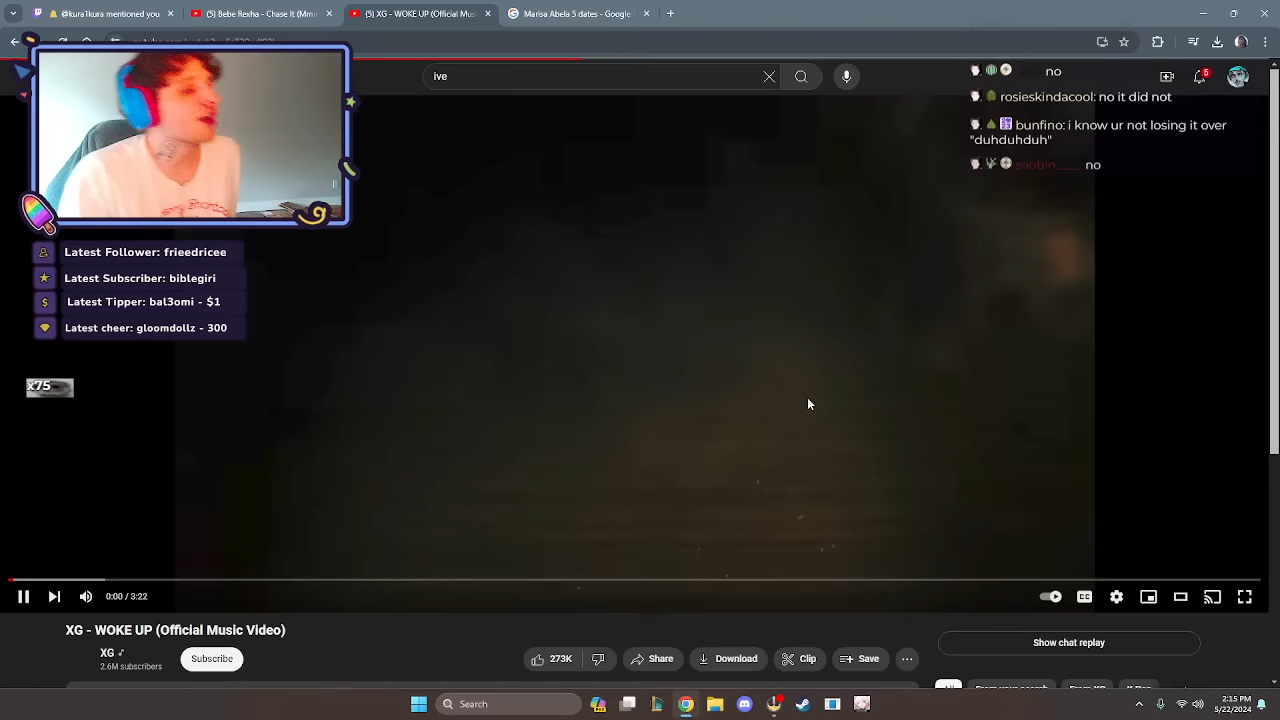 @kura1kura - Twitch
(5) Bebe Rexha - Chase It (Mm
(5) XG - WOKE UP (Official Mus
Marisa Abela 5 dates - Google
ive
5
no
rosieskindacool: no it did not
bunfino: i know ur not losing it over
"duhduhduh"
no
Latest Follower: frieedricee
Latest Subscriber: biblegiri
Latest Tipper: bal3omi - $1
Latest cheer: gloomdollz - 300
x75
0:00 / 3:22
CC
XG - WOKE UP (Official Music Video)
XG
2.6M subscribers
Subscribe
273K
Share
Download
Clip
Save
Show chat replay
Search
2:15 PM
5/22/2024